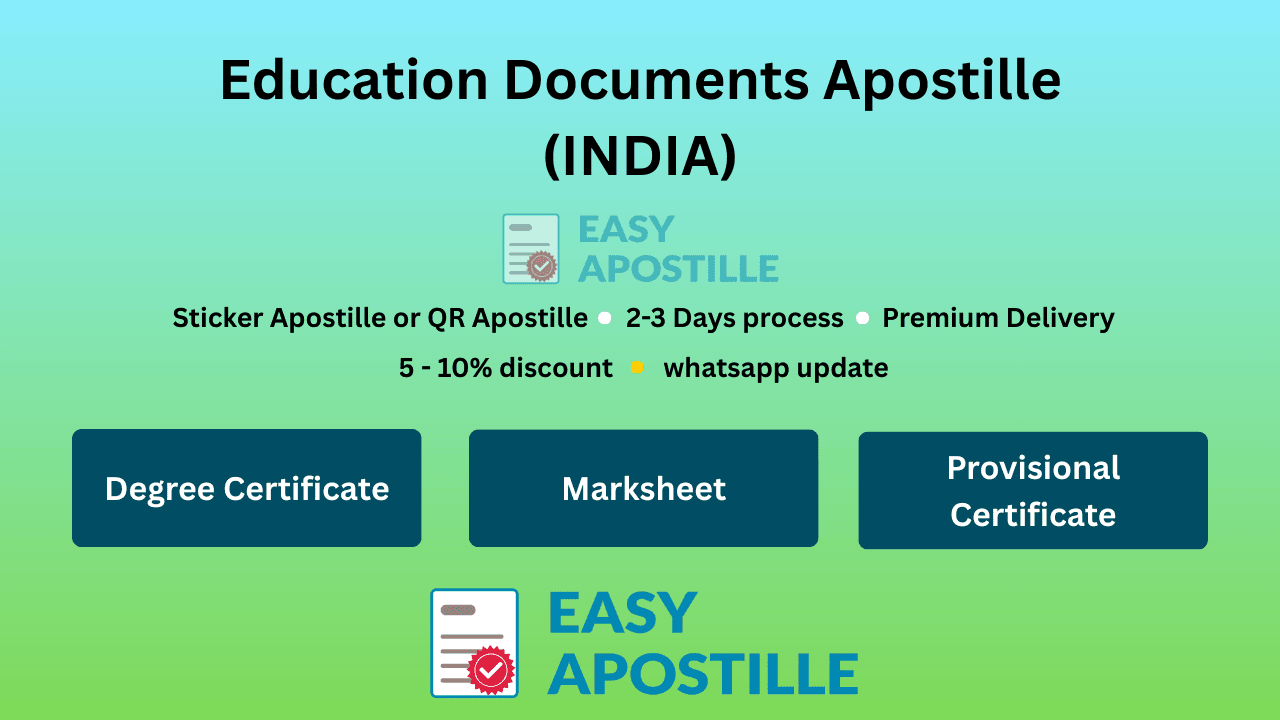 Education Documents Apostille
(INDIA)
EASY
APOSTILLE
Sticker Apostille or QR Apostille 2-3 Days process Premium Delivery
5 - 10% discount whatsapp update
Degree Certificate
Marksheet
Provisional
Certificate
EASY
APOSTILLE